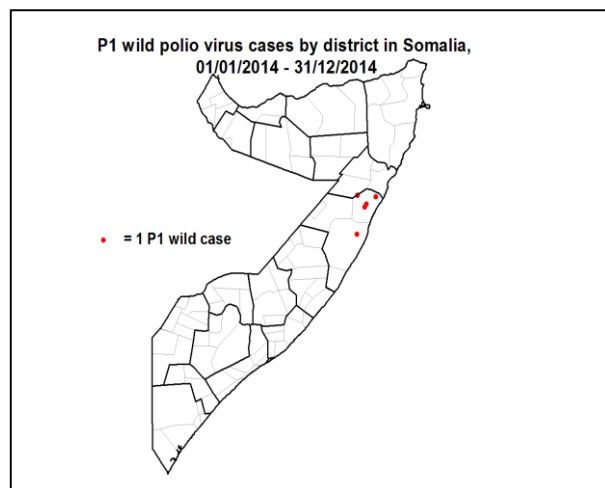 P1 wild polio virus cases by district in Somalia,
01/01/2014 - 31/12/2014
= 1 P1 wild case